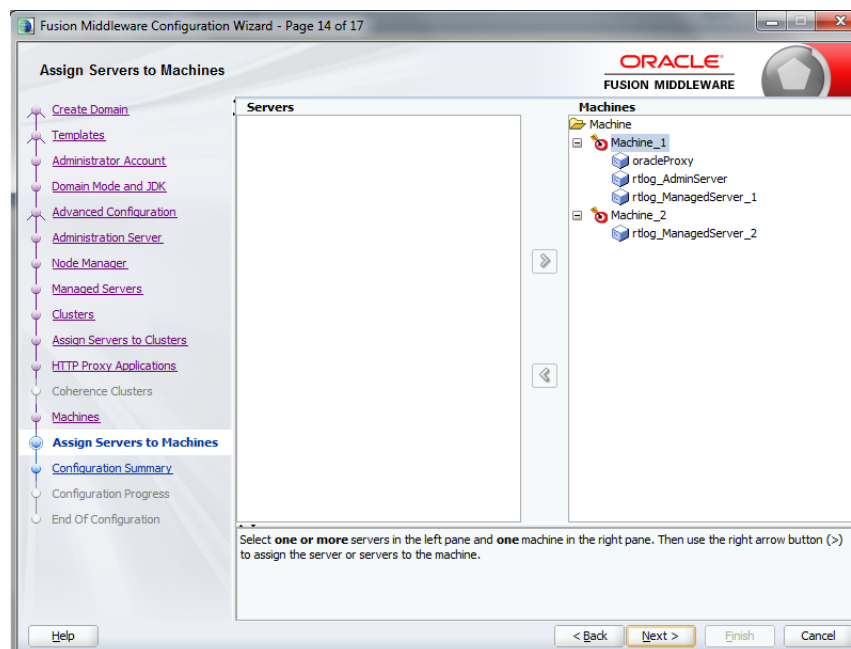 Fusion Middleware Configuration Wizard - Page 14 of 17
Assign Servers to Machines
ORACLE
FUSION MIDDLEWARE
Create Domain
Templates
Administrator Account
Domain Mode and JDK
Advanced Configuration
Administration Server
Node Manager
Managed Servers
Clusters
Assign Servers to Clusters
HTTP Proxy Applications
Coherence Clusters
Machines
Assign Servers to Machines
Configuration Summary
Configuration Progress
End Of Configuration
Servers
Machines
Machine
Machine_1
oracleProxy
rtlog_AdminServer
rtlog_ManagedServer_1
Machine_2
rtlog_ManagedServer_2
Select one or more servers in the left pane and one machine in the right pane. Then use the right arrow button (>)
to assign the server or servers to the machine.
Help
< Back
Next >
Finish
Cancel